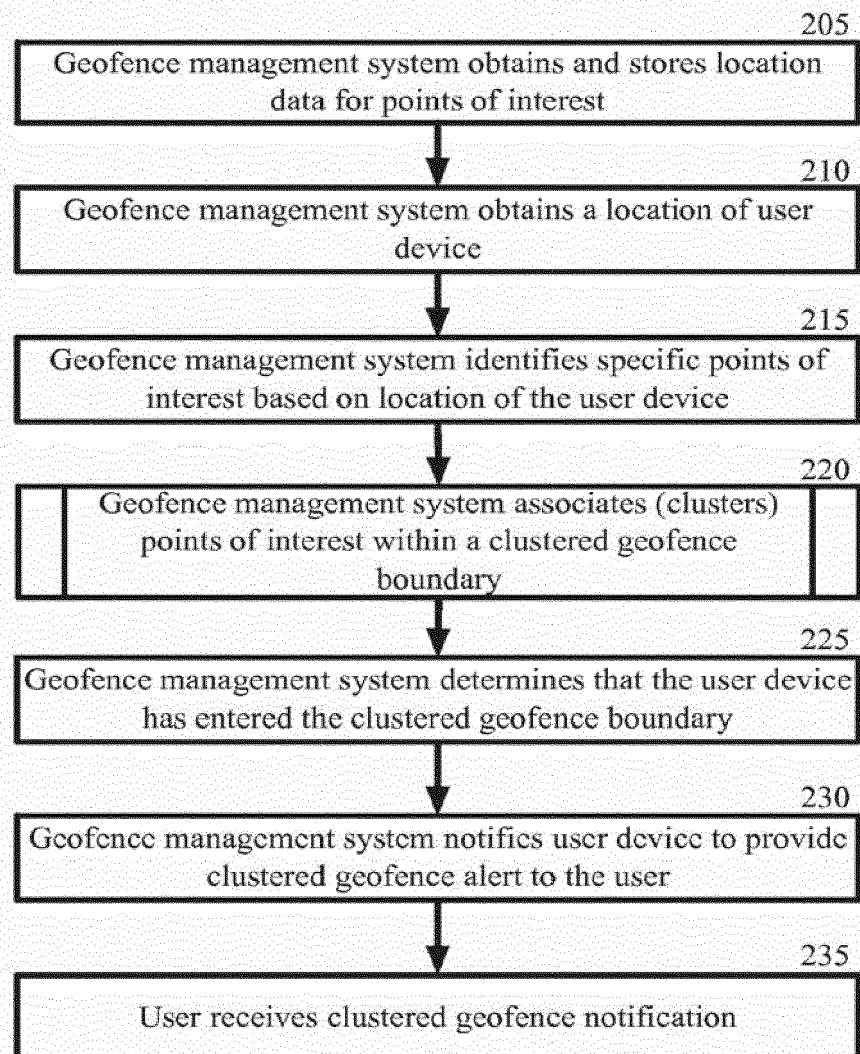 205
Geofence management system obtains and stores location
data for points of interest
210
Geofence management system obtains a location of user
device
215
Geofence management system identifies specific points of
interest based on location of the user device
220
Geofence management system associates (clusters)
points of interest within a clustered geofence
boundary
225
Geofence management system determines that the user device
has entered the clustered geofence boundary
230
Geofence management system notifies user device to provide
clustered geofence alert to the user
235
User receives clustered geofence notification